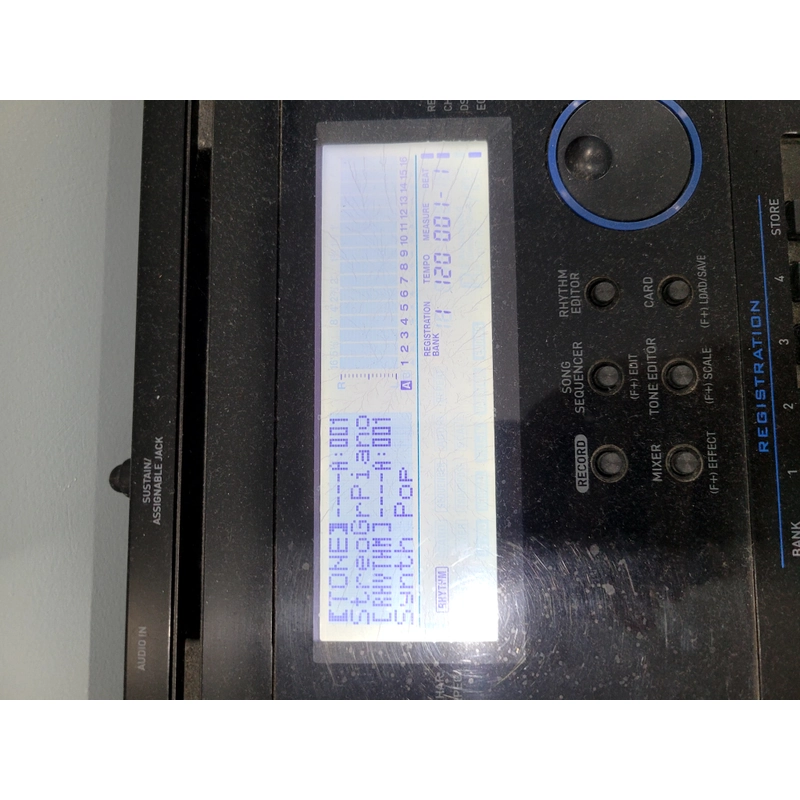 AUDIO IN
SUSTAIN/
ASSIGNABLE JACK
【TONE】----A:001
StreoGrPiano
[RHYTHM]----A:001
Synth Pop
R
A 1 2 3 4 5 6 7 8 9 10 11 12 13 14 15 16
RHYTHM
REGISTRATION
BANK
TEMPO
MEASURE
BEAT
1 120 001- 1
RECORD
SONG
SEQUENCER
RHYTHM
EDITOR
(F+) EDIT
MIXER
TONE EDITOR
CARD
(F+) EFFECT
(F+) SCALE
(F+) LOAD/SAVE
REGISTRATION
BANK
1
2
3
4
STORE